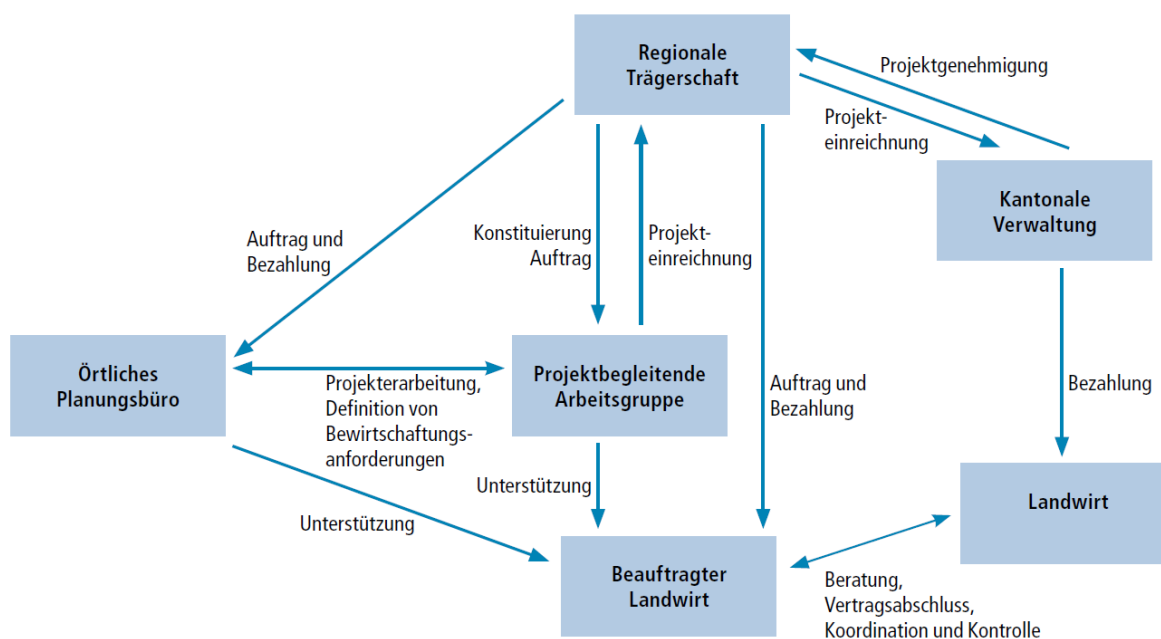 Regionale
Trägerschaft
Projektgenehmigung
Projekt-
einreichnung
Kantonale
Verwaltung
Auftrag und
Bezahlung
Konstituierung
Auftrag
Projekt-
einreichnung
Örtliches
Planungsbüro
Projekterarbeitung,
Definition von
Bewirtschaftungs-
anforderungen
Projektbegleitende
Arbeitsgruppe
Auftrag und
Bezahlung
Bezahlung
Unterstützung
Unterstützung
Landwirt
Beauftragter
Landwirt
Beratung,
Vertragsabschluss,
Koordination und Kontrolle